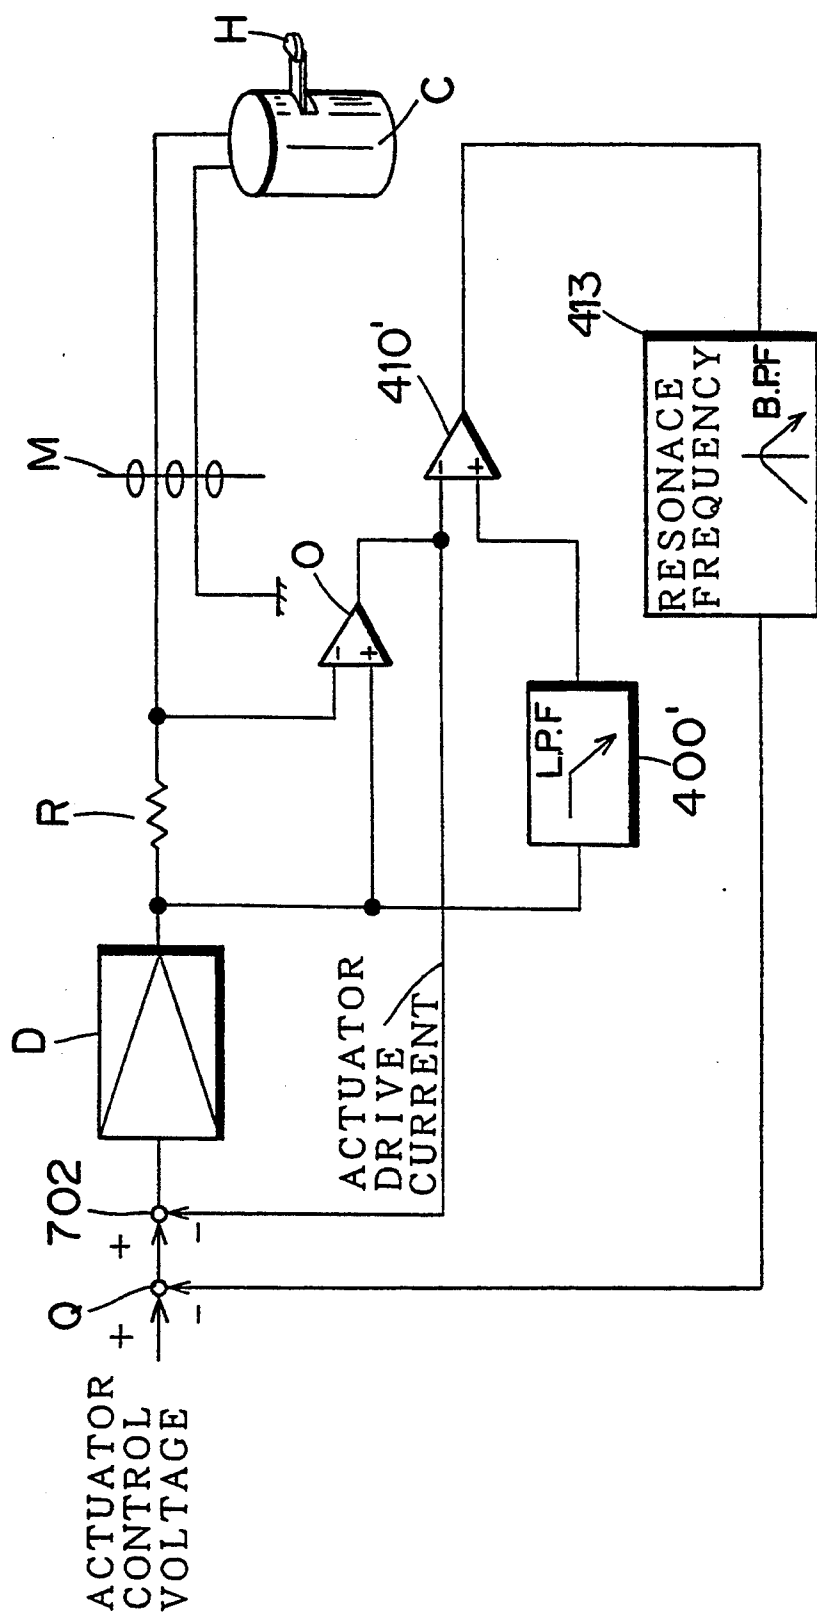 ACTUATOR
CONTROL
VOLTAGE
Q
+
-
702
+
-
D
R
M
H
C
O
-
+
410'
-
+
ACTUATOR
DRIVE
CURRENT
L.P.F
400'
413
RESONACE
FREQUENCY
B.P.F